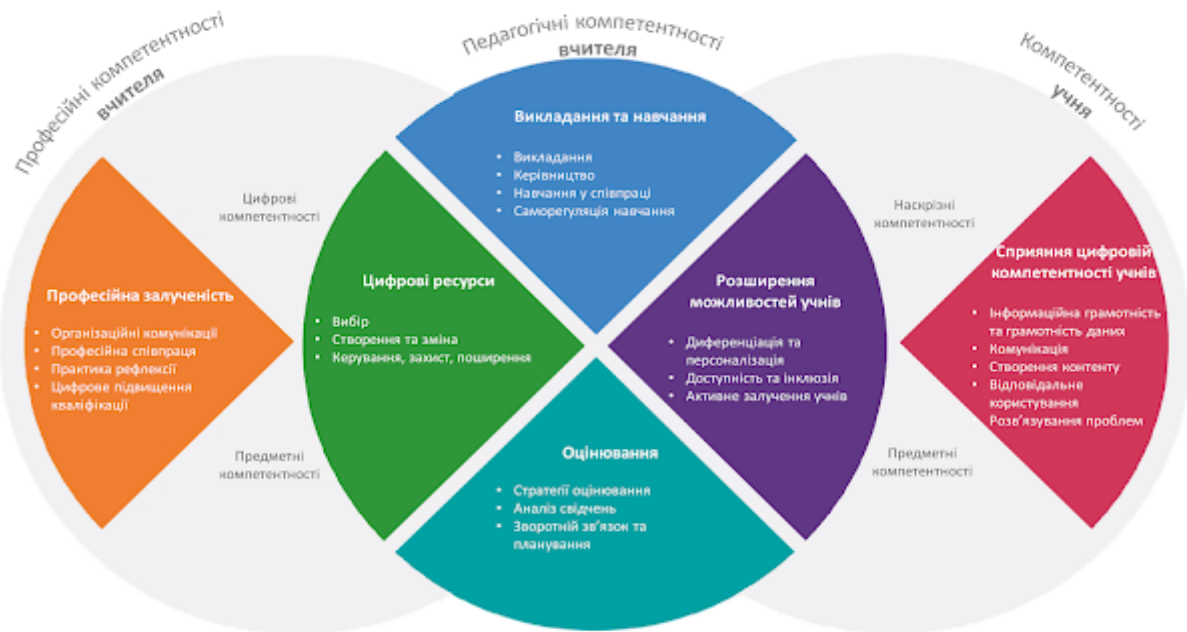 Професійні компетентності
вчителя
Педагогічні компетентності
вчителя
Компетентності
учня
Цифрові
компетентності
Предметні
компетентності
Професійна залученість
• Організаційні комунікації
• Професійна співпраця
• Практика рефлексії
• Цифрове підвищення
кваліфікації
Цифрові ресурси
• Вибір
• Створення та зміна
• Керування, захист, поширення
Викладання та навчання
• Викладання
• Керівництво
• Навчання у співпраці
• Саморегуляція навчання
Оцінювання
• Стратегії оцінювання
• Аналіз свідчень
• Зворотній зв'язок та
планування
Розширення
можливостей учнів
• Диференціація та
персоналізація
• Доступність та інклюзія
• Активне залучення учнів
Наскрізні
компетентності
Предметні
компетентності
Сприяння цифровій
компетентності учнів
• Інформаційна грамотність
та грамотність даних
• Комунікація
• Створення контенту
• Відповідальне
користування
Розв'язування проблем